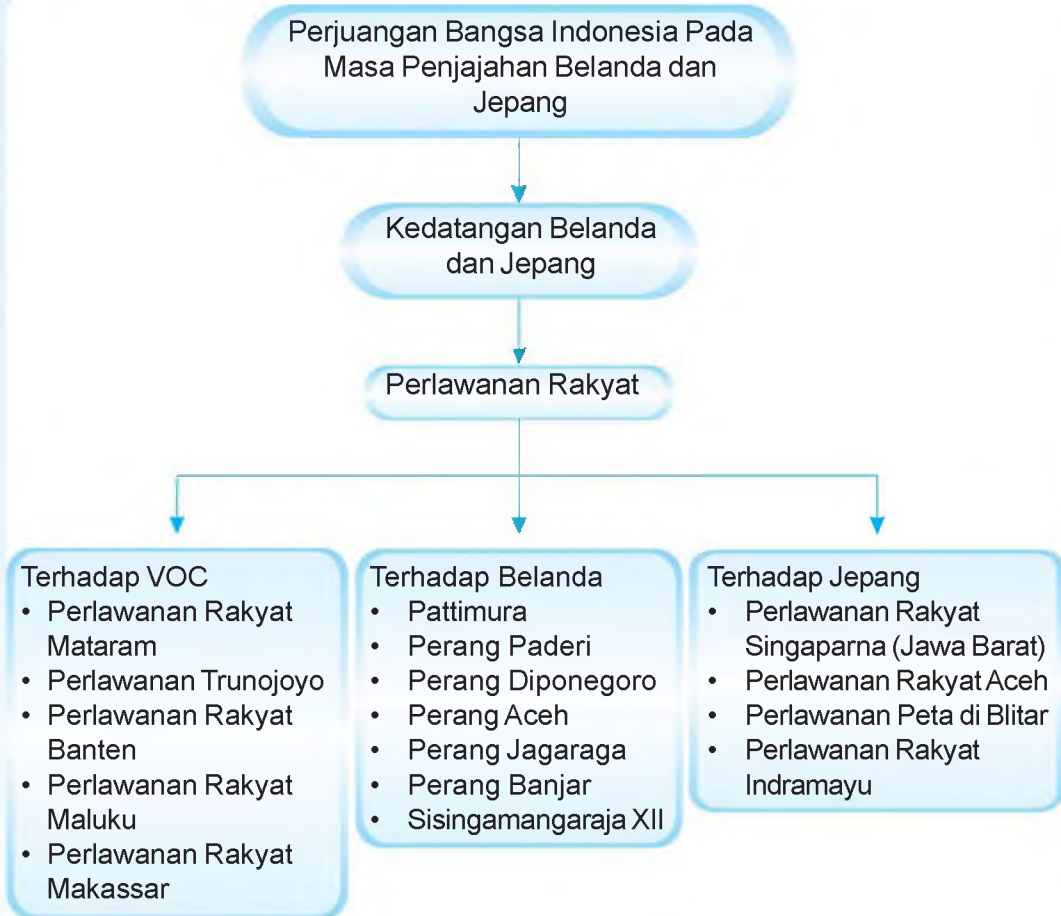 Perjuangan Bangsa Indonesia Pada
Masa Penjajahan Belanda dan
Jepang
Kedatangan Belanda
dan Jepang
Perlawanan Rakyat
Terhadap VOC
• Perlawanan Rakyat
Mataram
• Perlawanan Trunojoyo
• Perlawanan Rakyat
Banten
• Perlawanan Rakyat
Maluku
• Perlawanan Rakyat
Makassar
Terhadap Belanda
• Pattimura
• Perang Paderi
• Perang Diponegoro
• Perang Aceh
• Perang Jagaraga
• Perang Banjar
• Sisingamangaraja XII
Terhadap Jepang
• Perlawanan Rakyat
Singaparna (Jawa Barat)
• Perlawanan Rakyat Aceh
• Perlawanan Peta di Blitar
• Perlawanan Rakyat
Indramayu